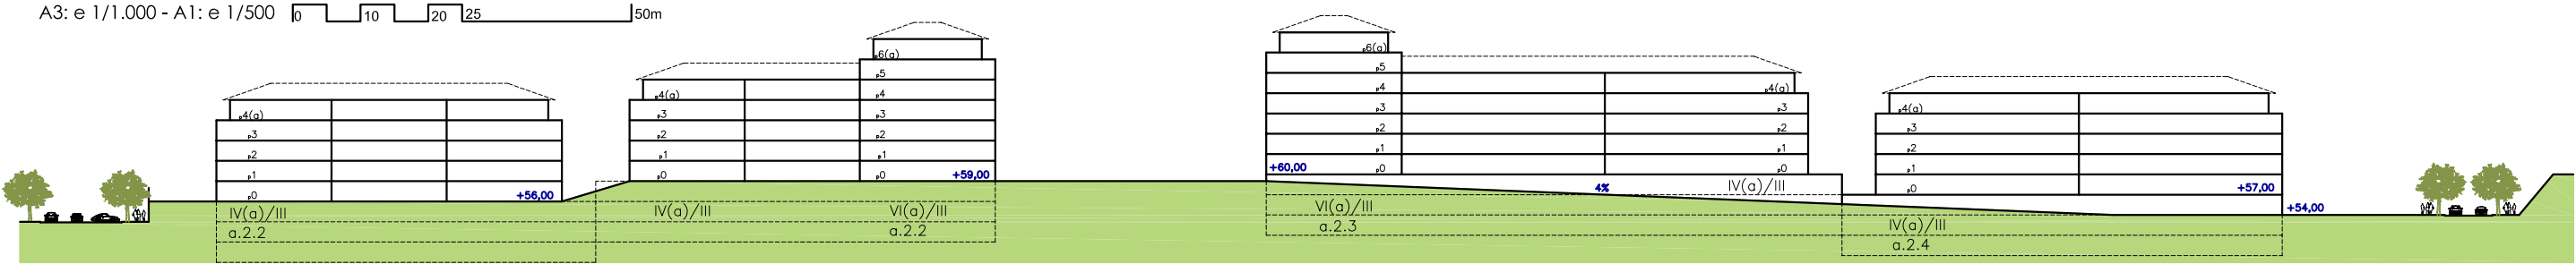 A3: e 1/1.000 - A1: e 1/500 0 10 20 25 50m
p4(a)
p3
p2
p1
p0
+56,00
IV(a)/III
a.2.2
p4(a)
p3
p2
p1
p0
IV(a)/III
p6(a)
p5
p4
p3
p2
p1
p0
+59,00
VI(a)/III
a.2.2
p6(a)
p5
p4
p3
p2
p1
p0
+60,00
VI(a)/III
a.2.3
p4(a)
p3
p2
p1
p0
4%
IV(a)/III
p4(a)
p3
p2
p1
p0
+57,00
+54,00
IV(a)/III
a.2.4